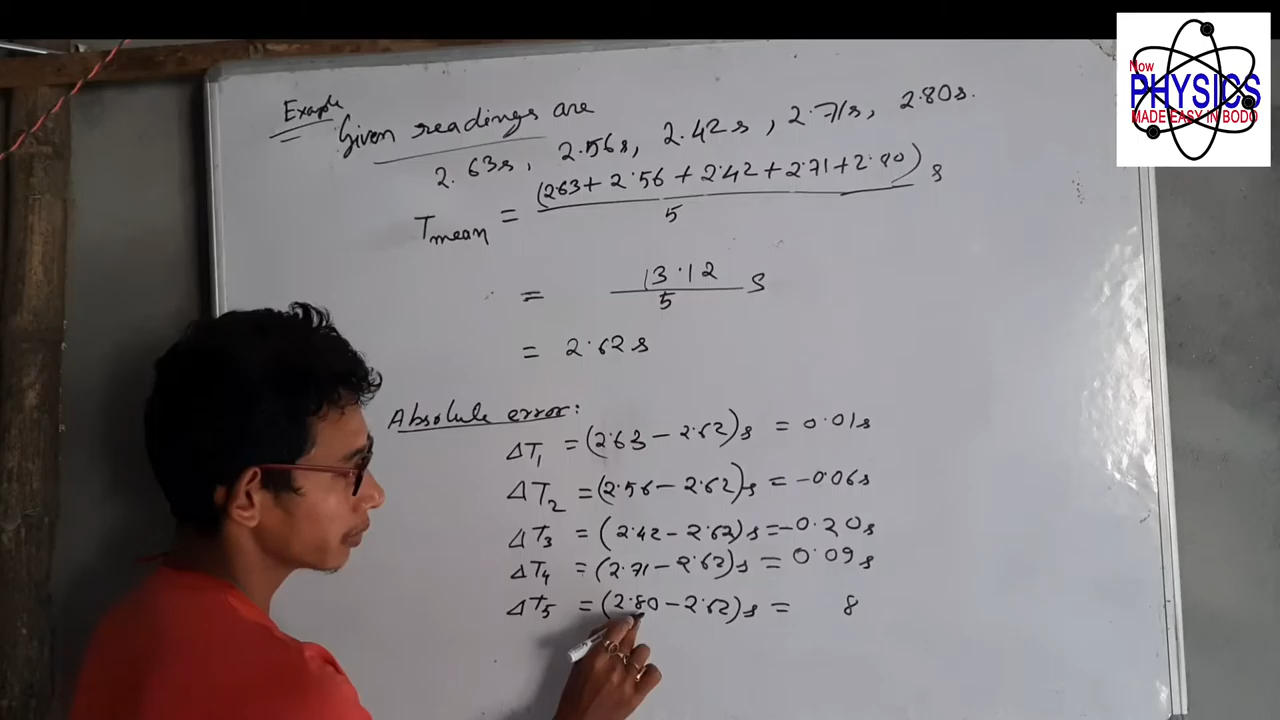 Now
PHYSICS
MADE EASY IN BODO
Example
Given readings are
2.63s, 2.56s, 2.42s, 2.71s, 2.80s.
Tmean = (2.63 + 2.56 + 2.42 + 2.71 + 2.80) s
5
= 13.12 s
5
= 2.62 s
Absolute error:
ΔT1 = (2.63 - 2.62)s = 0.01s
ΔT2 = (2.56 - 2.62)s = -0.06s
ΔT3 = (2.42 - 2.62)s = -0.20s
ΔT4 = (2.71 - 2.62)s = 0.09s
ΔT5 = (2.80 - 2.62)s = 8